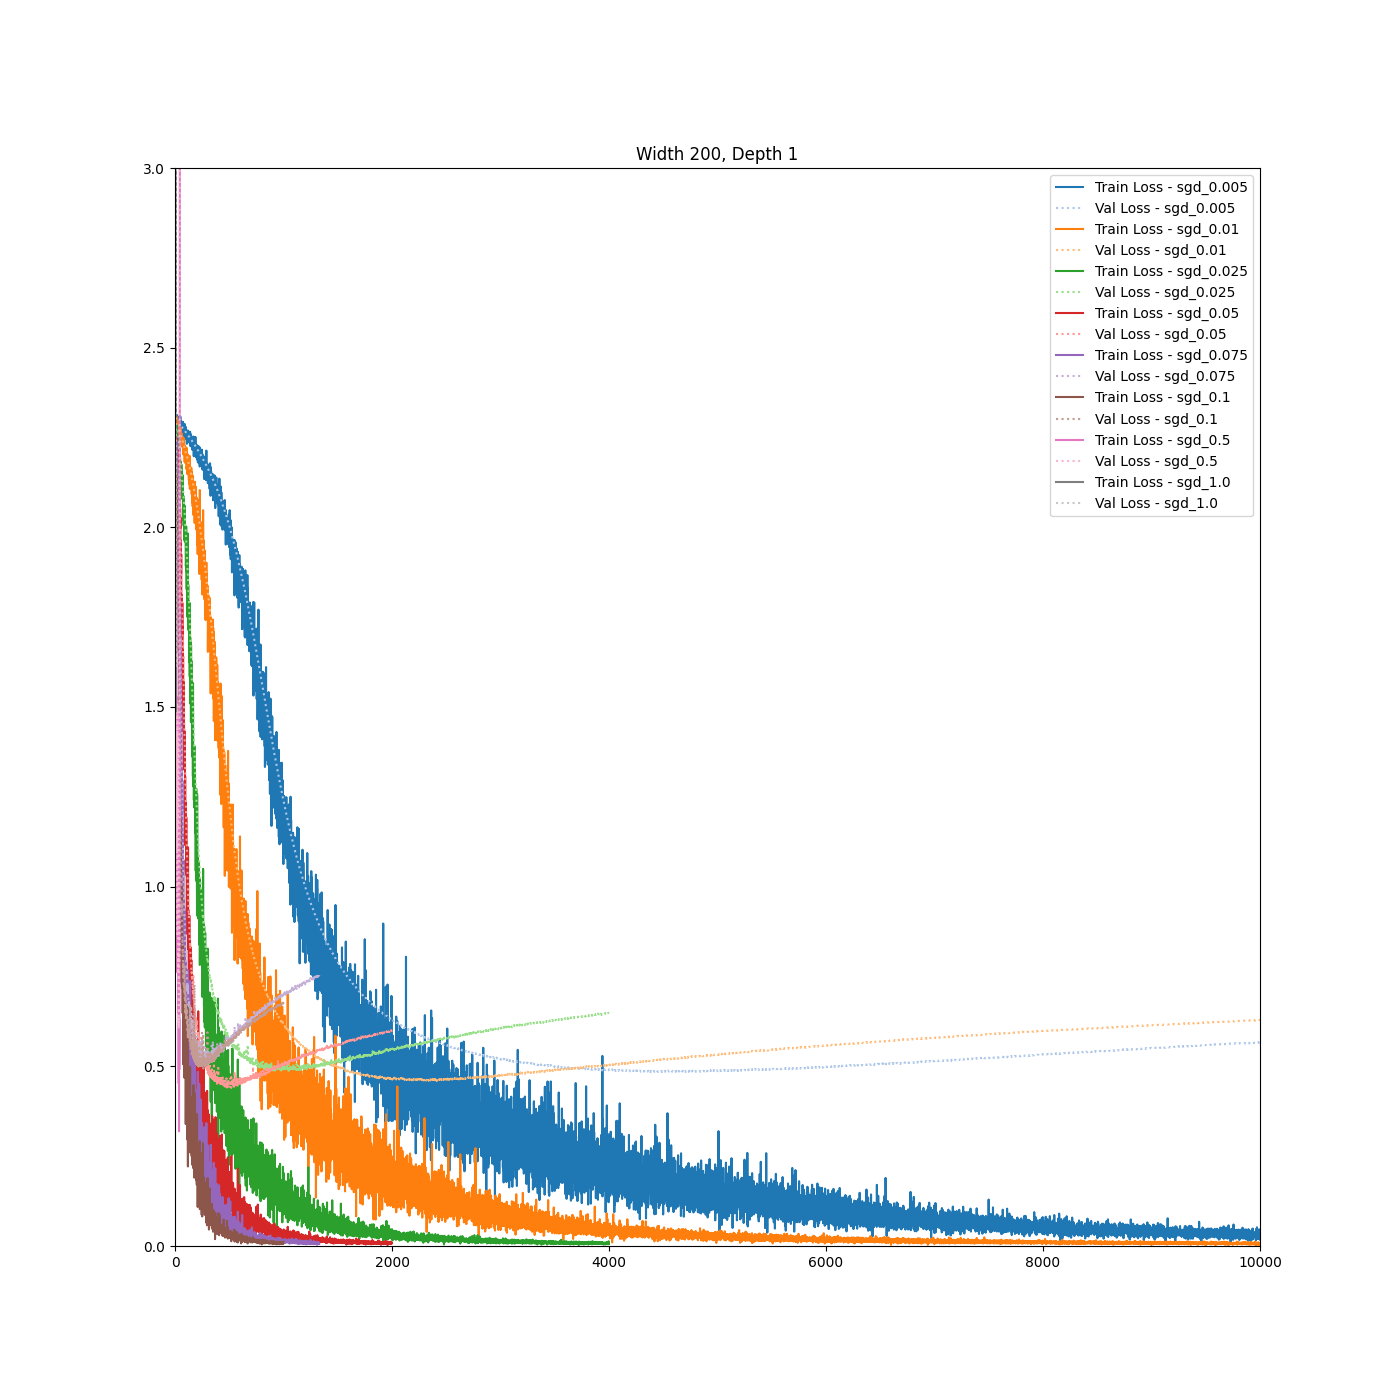 Width 200, Depth 1
3.0
2.5
2.0
1.5
1.0
0.5
0.0
0
2000
4000
6000
8000
10000
Train Loss - sgd_0.005
Val Loss - sgd_0.005
Train Loss - sgd_0.01
Val Loss - sgd_0.01
Train Loss - sgd_0.025
Val Loss - sgd_0.025
Train Loss - sgd_0.05
Val Loss - sgd_0.05
Train Loss - sgd_0.075
Val Loss - sgd_0.075
Train Loss - sgd_0.1
Val Loss - sgd_0.1
Train Loss - sgd_0.5
Val Loss - sgd_0.5
Train Loss - sgd_1.0
Val Loss - sgd_1.0